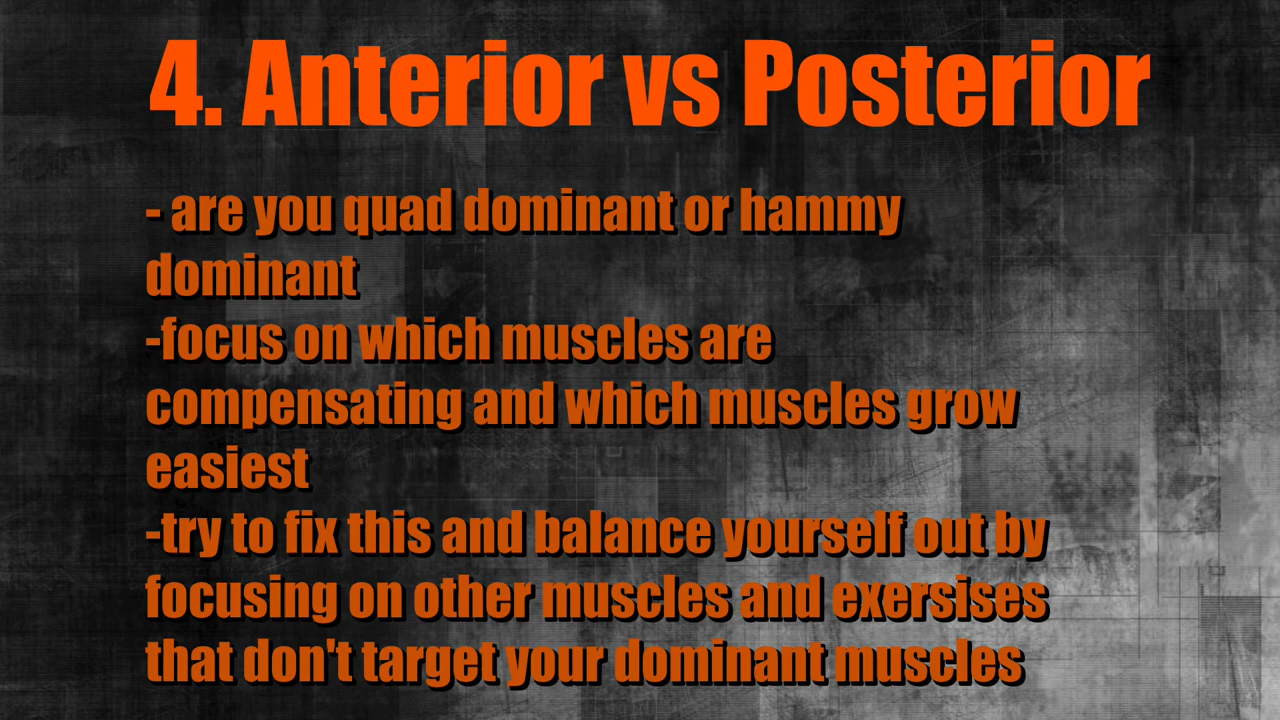 4. Anterior vs Posterior
- are you quad dominant or hammy
dominant
-focus on which muscles are
compensating and which muscles grow
easiest
-try to fix this and balance yourself out by
focusing on other muscles and exersises
that don't target your dominant muscles